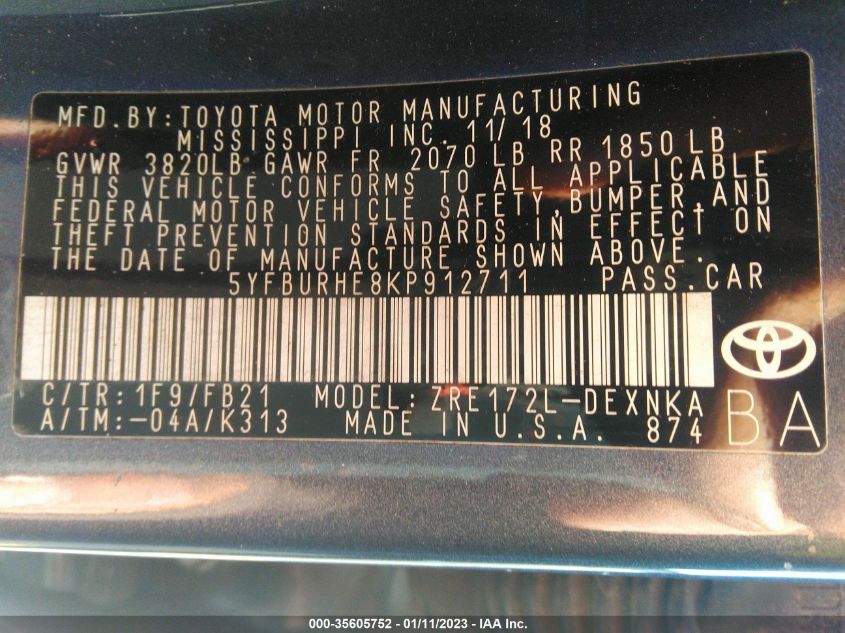 MFD.BY:TOYOTA MOTOR MANUFACTURING
MISSISSIPPI INC. 11/18
GVWR 3820LB GAWR FR 2070 LB RR 1850 LB
THIS VEHICLE CONFORMS TO ALL APPLICABLE
FEDERAL MOTOR VEHICLE SAFETY,BUMPER,AND
THEFT PREVENTION STANDARDS IN EFFECT ON
THE DATE OF MANUFACTURE SHOWN ABOVE.
5YFBURHE8KP912711 PASS.CAR
C/TR:1F9/FB21 MODEL:ZRE172L-DEXNKA
A/TM:-04A/K313 MADE IN U.S.A. 874
BA
000-35605752 - 01/11/2023 - IAA Inc.